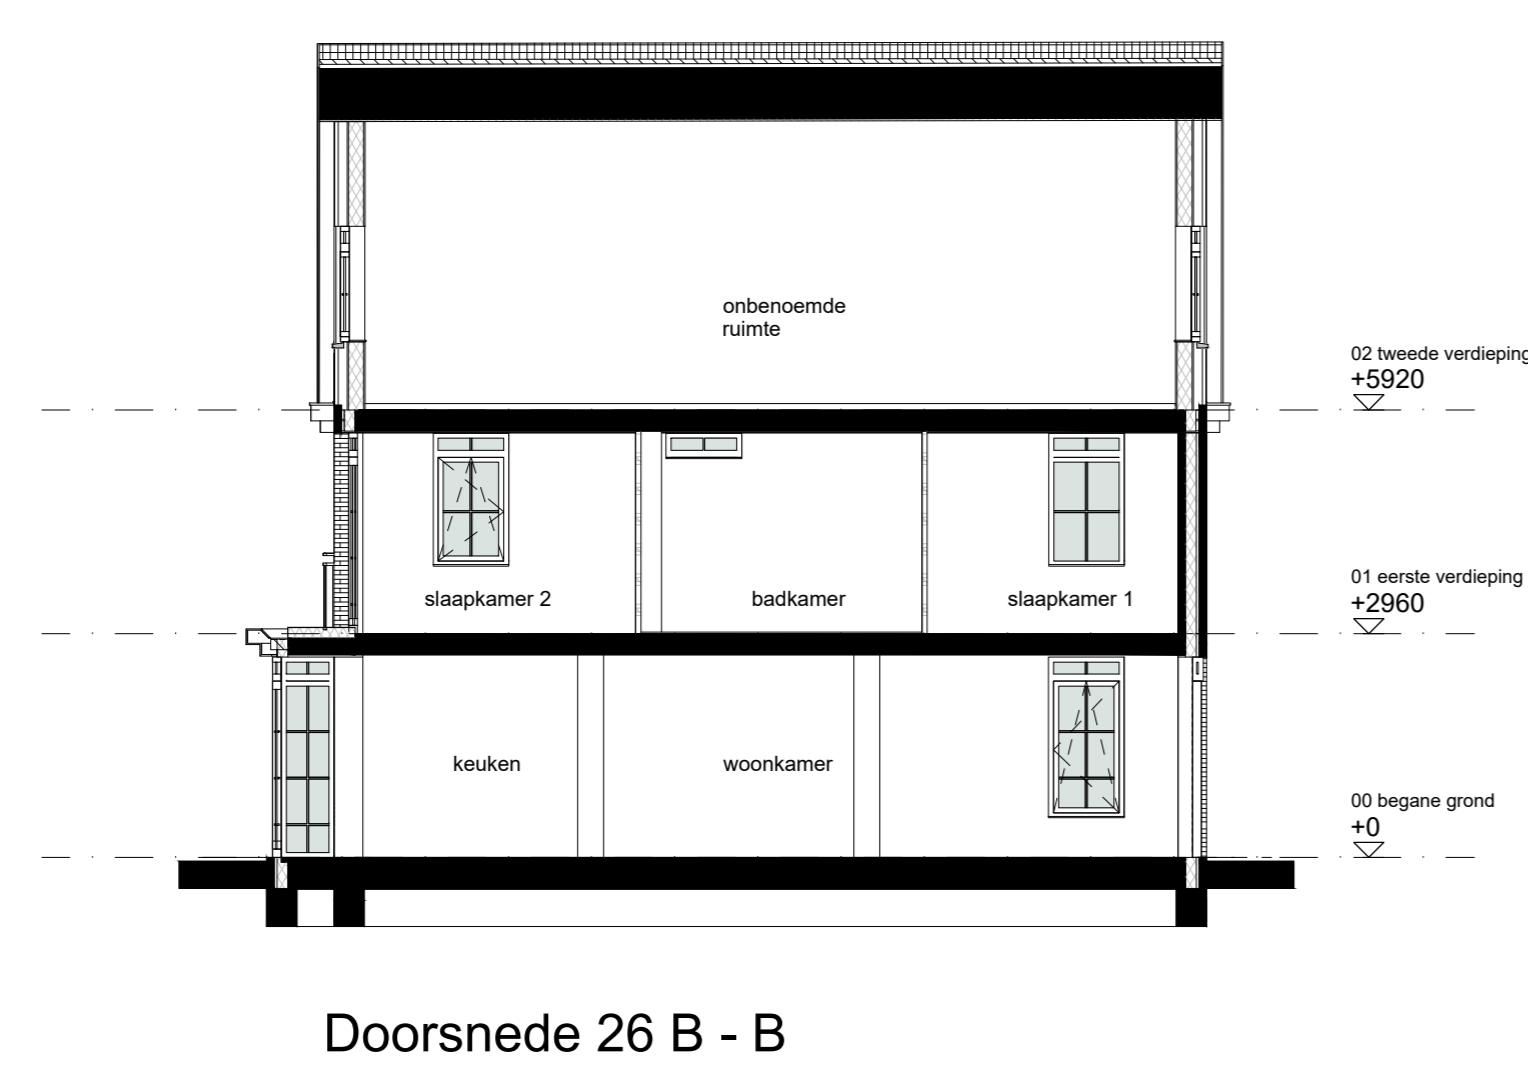 onbenoemde
ruimte
02 tweede verdieping
+5920
slaapkamer 2
badkamer
slaapkamer 1
01 eerste verdieping
+2960
keuken
woonkamer
00 begane grond
+0
Doorsnede 26 B - B